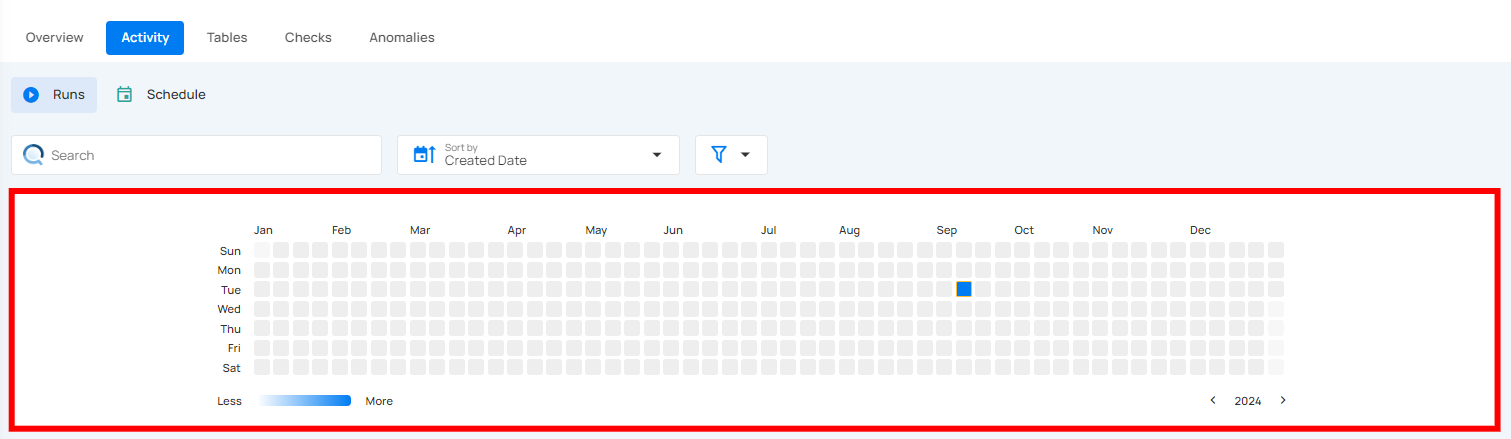 Overview Activity Tables Checks Anomalies
Runs Schedule
Search
Sort by
Created Date
Jan Feb Mar Apr May Jun Jul Aug Sep Oct Nov Dec
Sun
Mon
Tue
Wed
Thu
Fri
Sat
Less More 2024